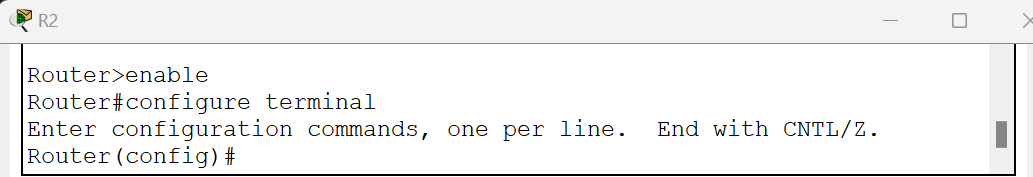 R2
Router>enable
Router#configure terminal
Enter configuration commands, one per line.  End with CNTL/Z.
Router(config)#